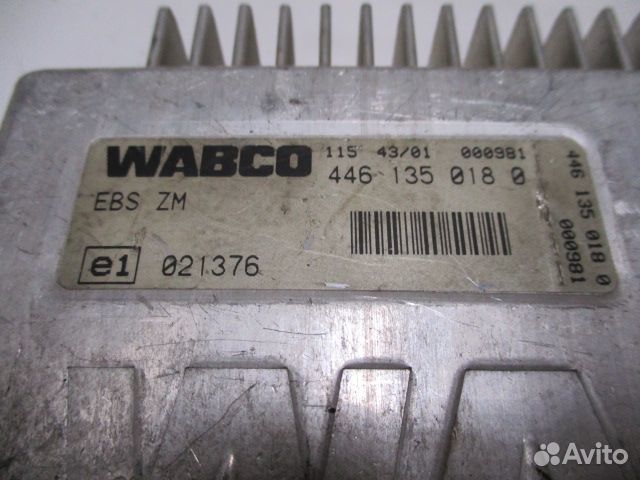 WABCO
115 43/01 000981
446 135 018 0
EBS ZM
e1 021376
446 135 018 0
000981
Avito